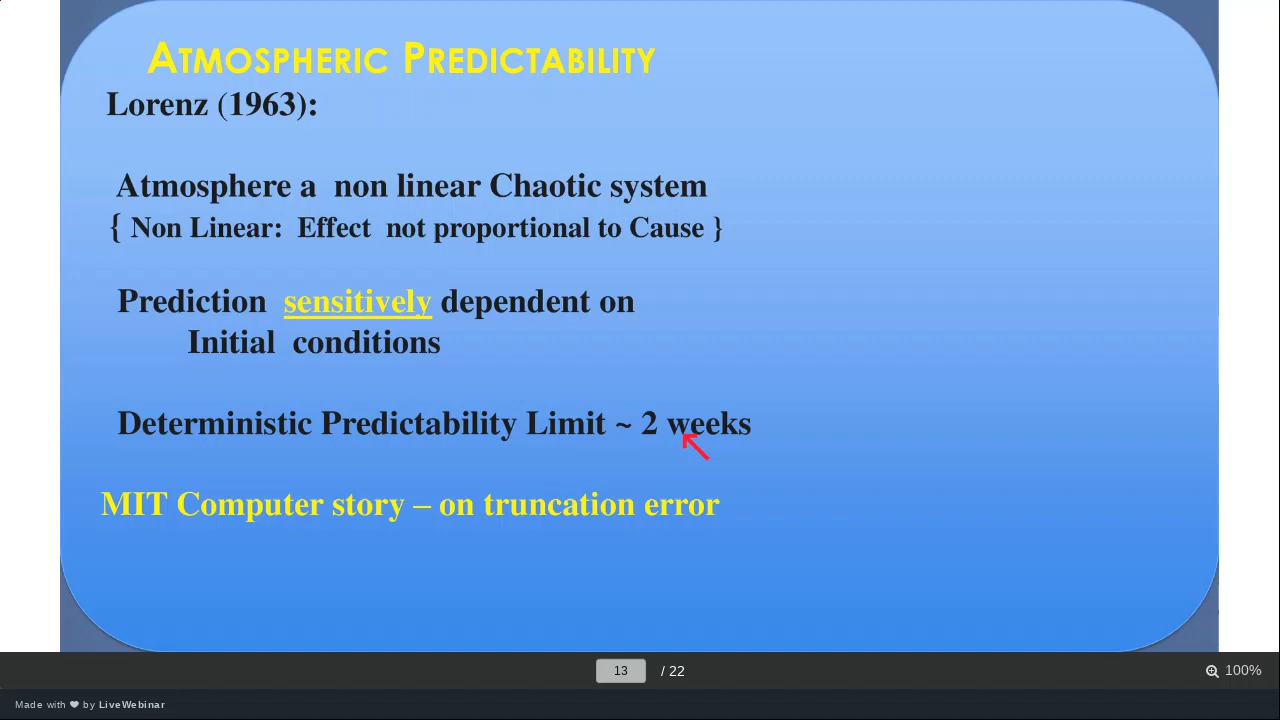 Atmospheric Predictability
Lorenz (1963):
Atmosphere a non linear Chaotic system
{ Non Linear: Effect not proportional to Cause }
Prediction sensitively dependent on
Initial conditions
Deterministic Predictability Limit ~ 2 weeks
MIT Computer story – on truncation error
13 / 22
100%
Made with ❤ by LiveWebinar